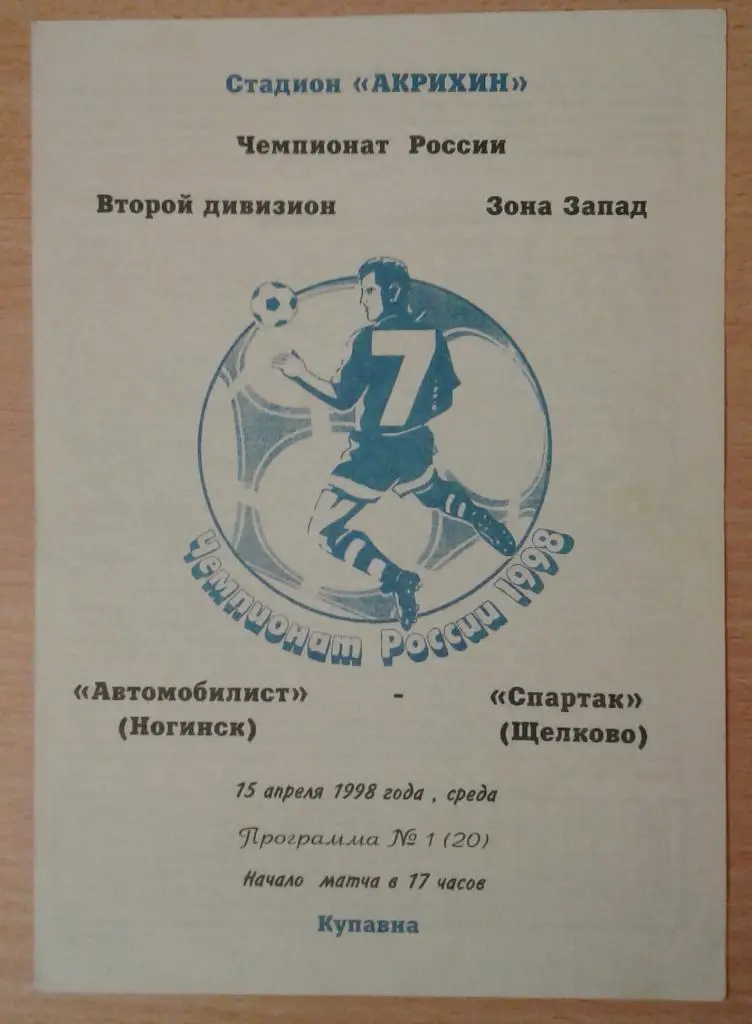 Стадион «АКРИХИН»
Чемпионат России
Второй дивизион Зона Запад
7
Чемпионат России 1998
«Автомобилист» - «Спартак»
(Ногинск) (Щелково)
15 апреля 1998 года , среда
Программа № 1 (20)
Начало матча в 17 часов
Купавна